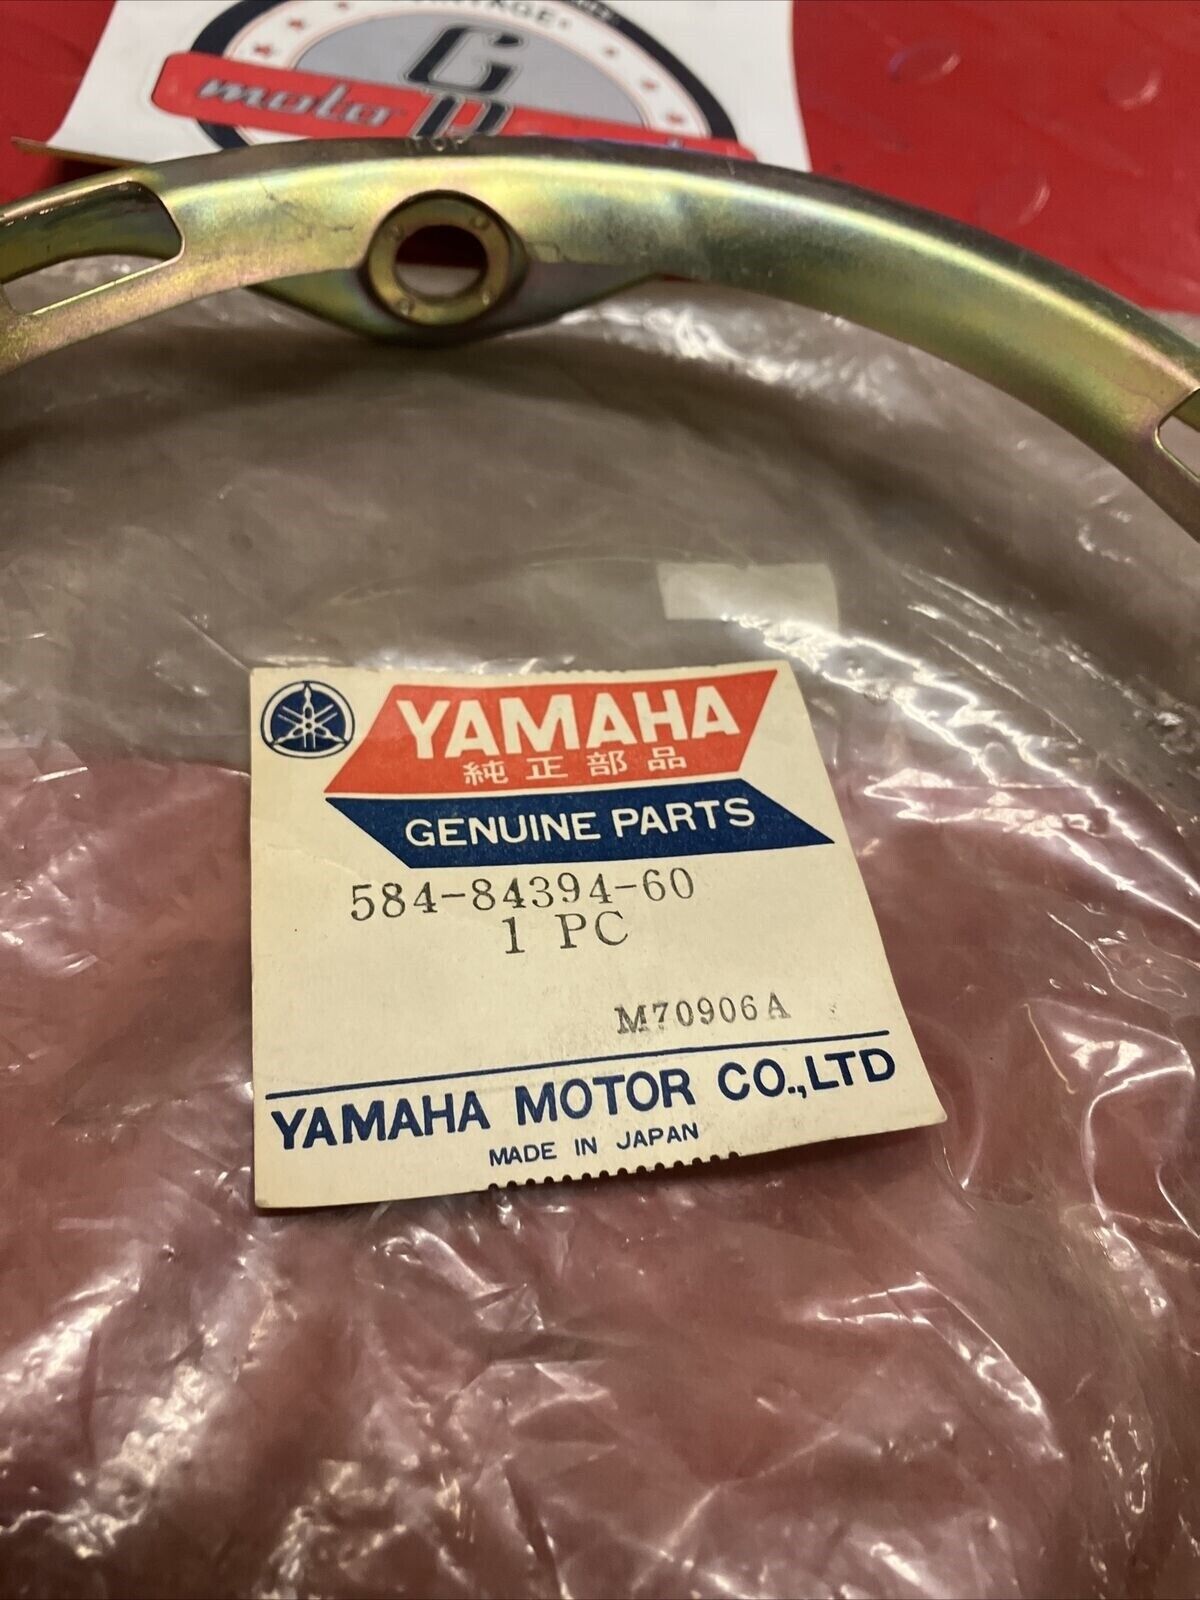 G
moto
YAMAHA
純正部品
GENUINE PARTS
584-84394-60
1 PC
M70906A
YAMAHA MOTOR CO.,LTD
MADE IN JAPAN